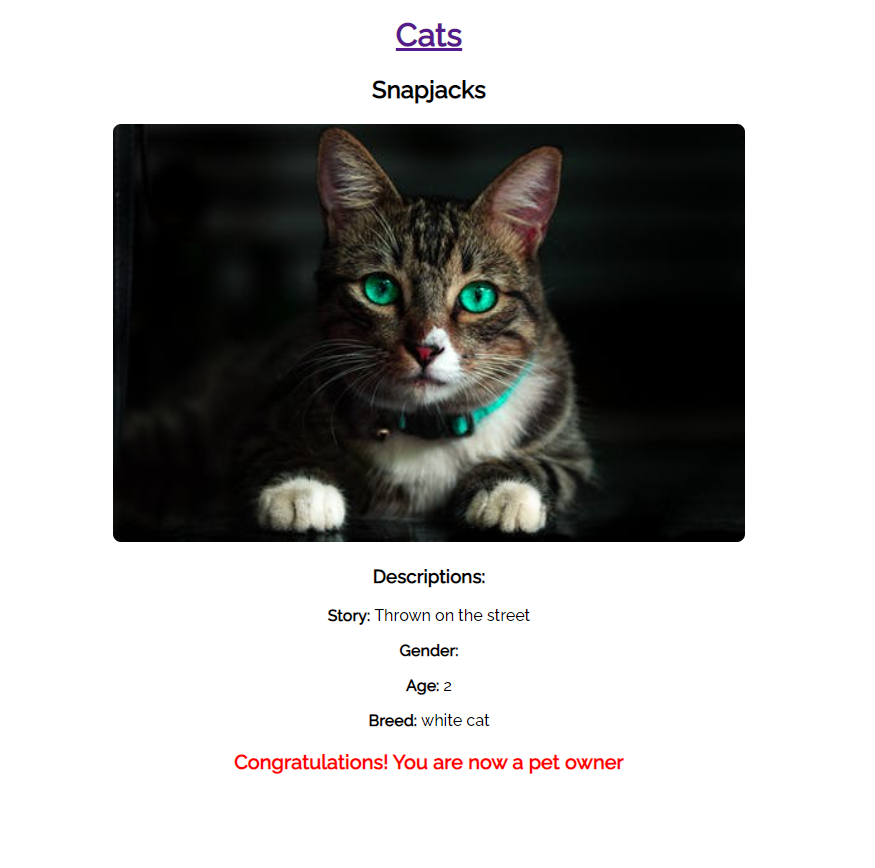 Cats
Snapjacks
Descriptions:
Story: Thrown on the street
Gender:
Age: 2
Breed: white cat
Congratulations! You are now a pet owner